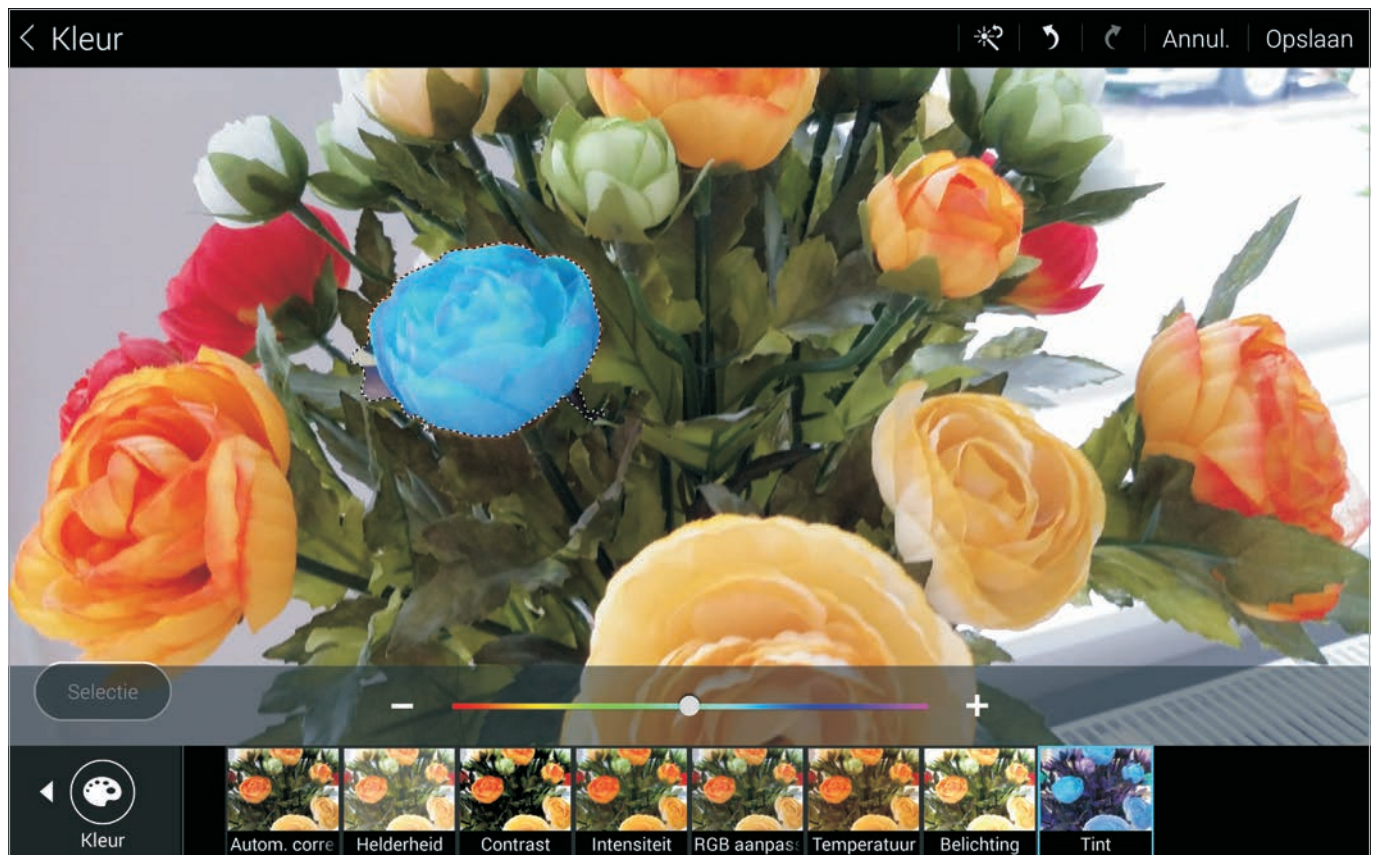 Kleur
Annul.
Opslaan
Selectie
Kleur
Autom. corre
Helderheid
Contrast
Intensiteit
RGB aanpass
Temperatuur
Belichting
Tint